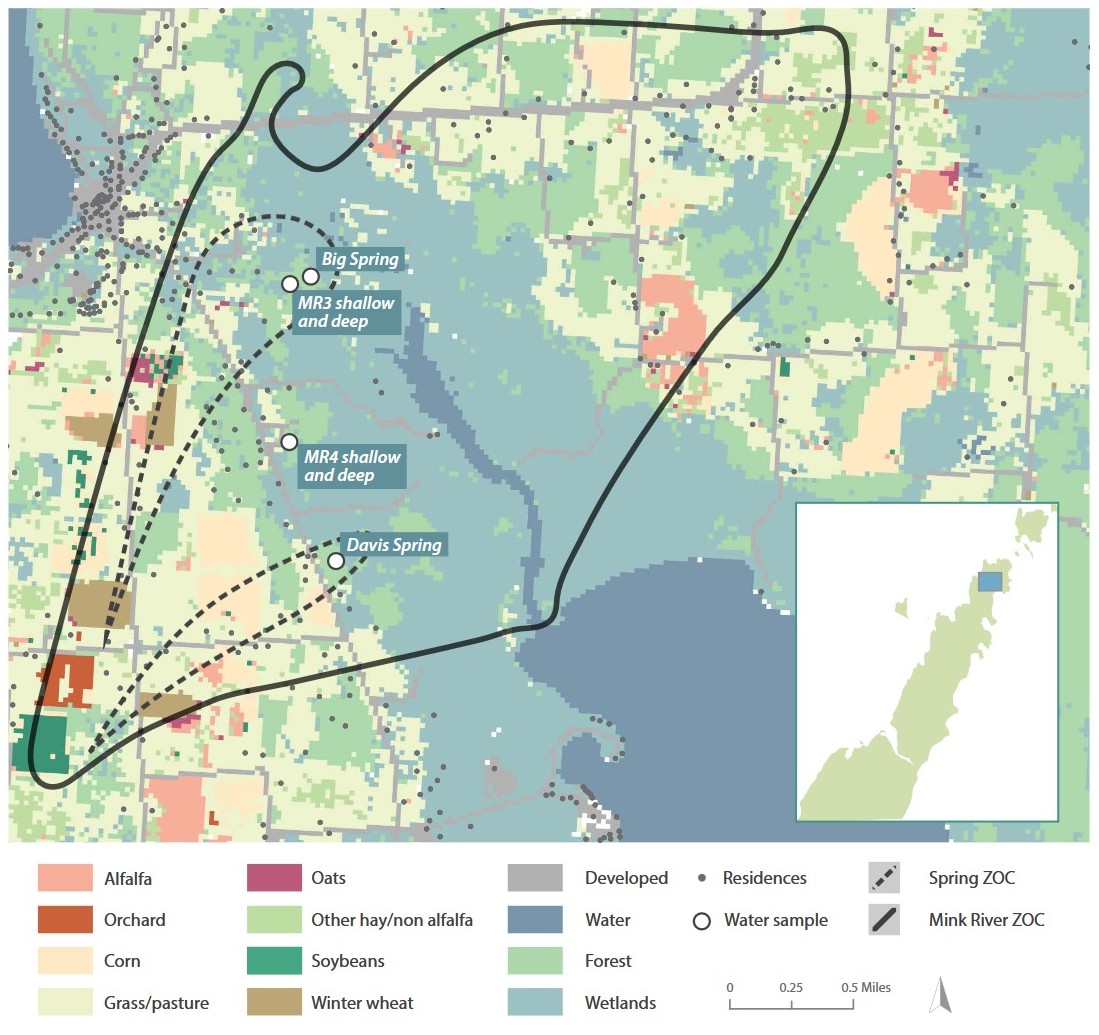 Big Spring
MR3 shallow
and deep
MR4 shallow
and deep
Davis Spring
Alfalfa
Orchard
Corn
Grass/pasture
Oats
Other hay/non alfalfa
Soybeans
Winter wheat
Developed
Water
Forest
Wetlands
Residences
Water sample
0 0.25 0.5 Miles
Spring ZOC
Mink River ZOC